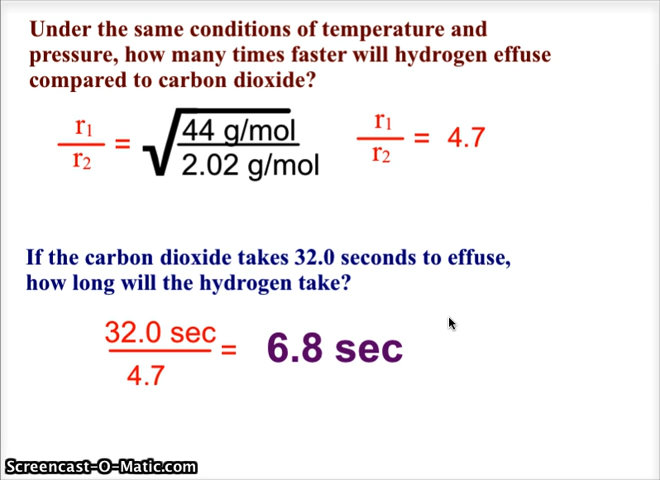 Under the same conditions of temperature and
pressure, how many times faster will hydrogen effuse
compared to carbon dioxide?
r1/r2 = √(44 g/mol / 2.02 g/mol) r1/r2 = 4.7
If the carbon dioxide takes 32.0 seconds to effuse,
how long will the hydrogen take?
32.0 sec / 4.7 = 6.8 sec
Screencast-O-Matic.com